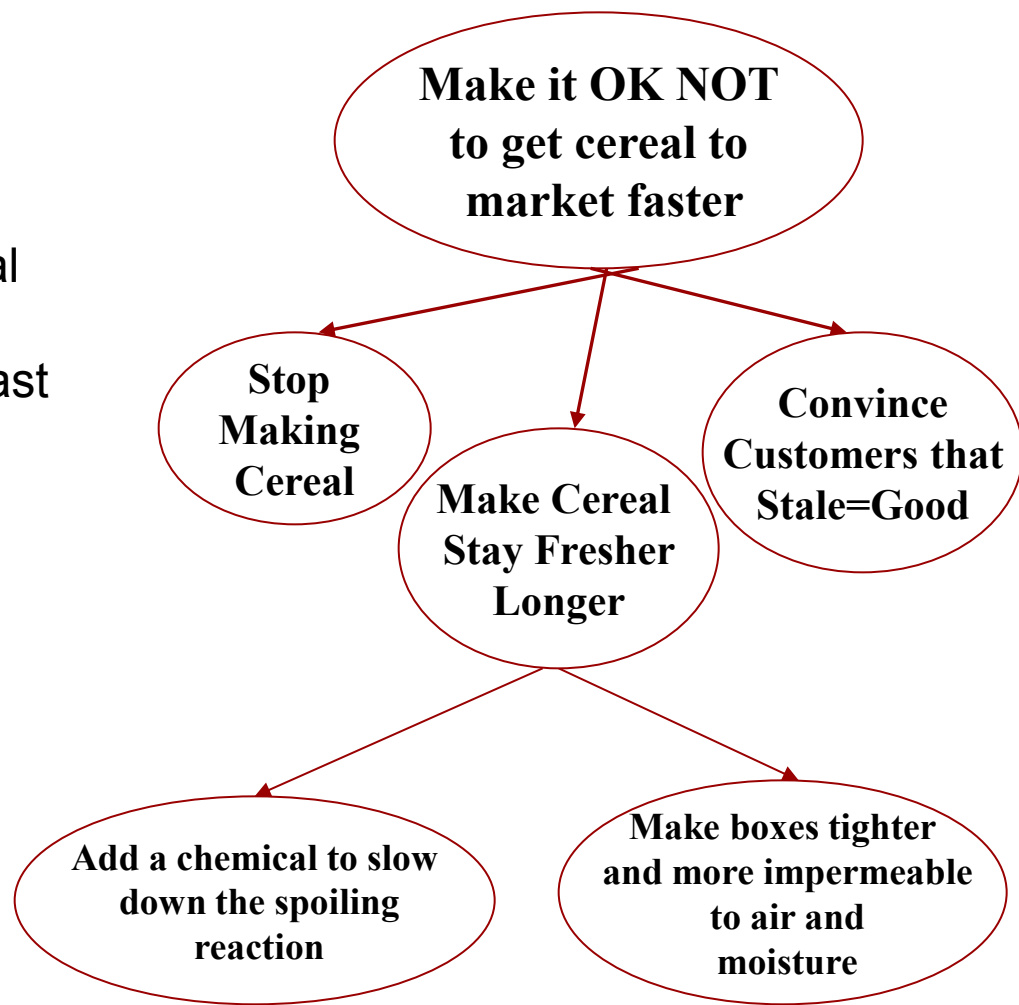 Make it OK NOT
to get cereal to
market faster
al
ast
Stop
Making
Cereal
Convince
Customers that
Stale=Good
Make Cereal
Stay Fresher
Longer
Add a chemical to slow
down the spoiling
reaction
Make boxes tighter
and more impermeable
to air and
moisture